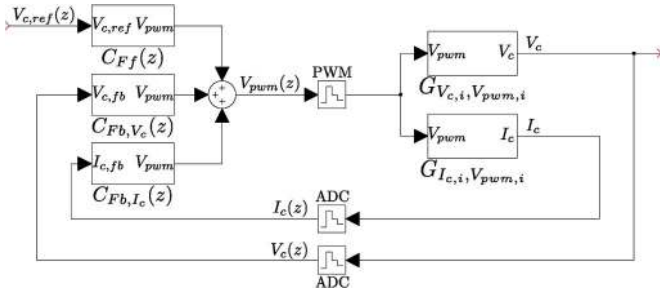 V_{c,ref}(z)
V_{c,ref} V_{pwm}
C_{Ff}(z)
V_{c,fb} V_{pwm}
C_{Fb,V_c}(z)
I_{c,fb} V_{pwm}
C_{Fb,I_c}(z)
+
+
+
V_{pwm}(z)
PWM
V_{pwm} V_c
V_c
G_{V_{c,i},V_{pwm,i}}
V_{pwm} I_c
I_c
G_{I_{c,i},V_{pwm,i}}
I_c(z)
ADC
V_c(z)
ADC